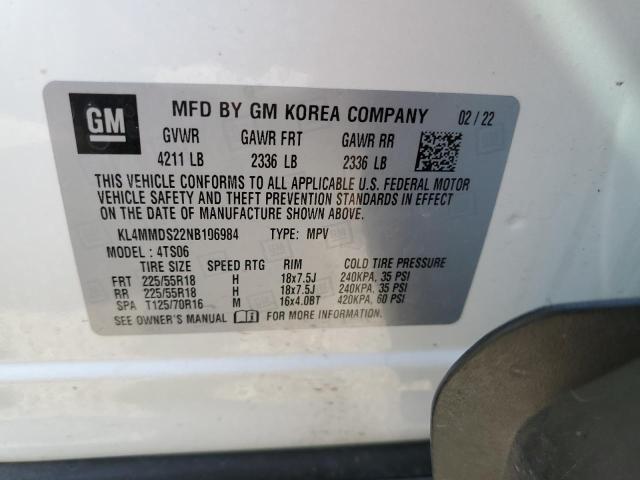 GM MFD BY GM KOREA COMPANY 02 / 22
GVWR GAWR FRT GAWR RR
4211 LB 2336 LB 2336 LB
THIS VEHICLE CONFORMS TO ALL APPLICABLE U.S. FEDERAL MOTOR
VEHICLE SAFETY AND THEFT PREVENTION STANDARDS IN EFFECT
ON THE DATE OF MANUFACTURE SHOWN ABOVE.
KL4MMDS22NB196984 TYPE: MPV
MODEL : 4TS06
TIRE SIZE SPEED RTG RIM COLD TIRE PRESSURE
FRT 225/55R18 H 18x7.5J 240KPA, 35 PSI
RR 225/55R18 H 18x7.5J 240KPA, 35 PSI
SPA T125/70R16 M 16x4.0BT 420KPA, 60 PSI
SEE OWNER'S MANUAL FOR MORE INFORMATION.